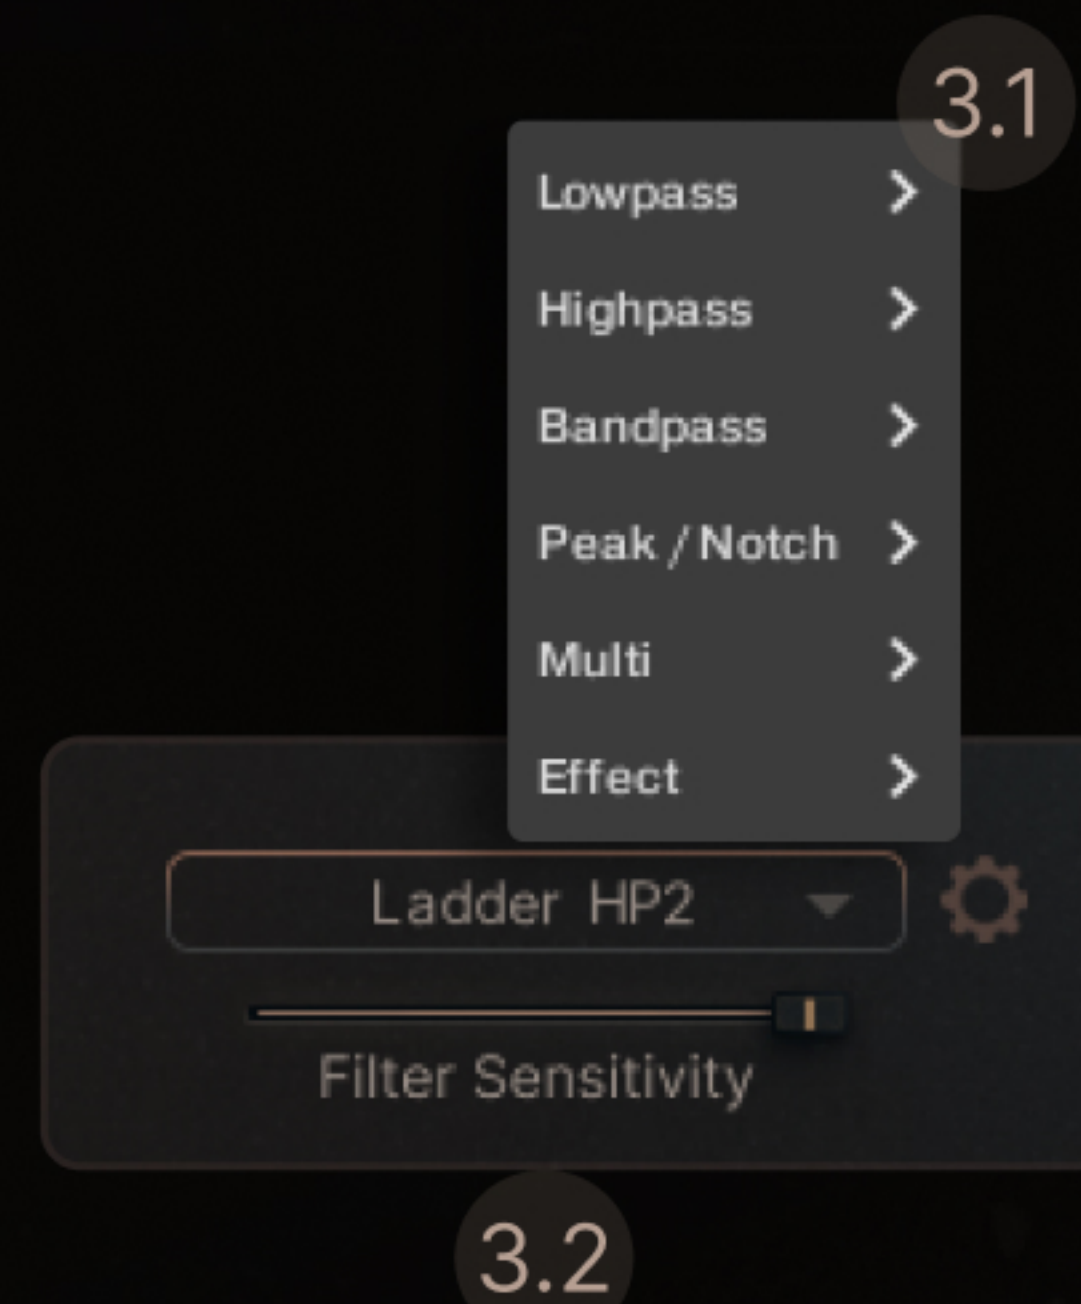 3.1
Lowpass
Highpass
Bandpass
Peak / Notch
Multi
Effect
Ladder HP2
Filter Sensitivity
3.2